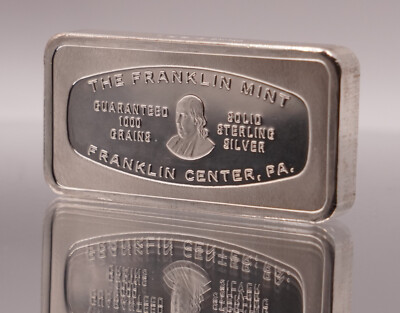 THE FRANKLIN MINT
GUARANTEED
1000
GRAINS
SOLID
STERLING
SILVER
FRANKLIN CENTER, PA.